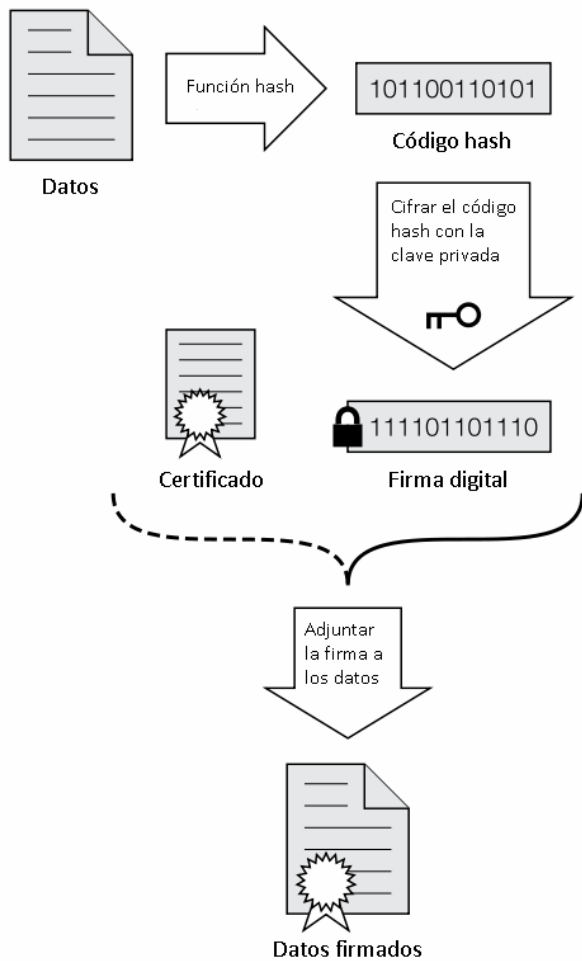 Función hash
101100110101
Código hash
Datos
Cifrar el código
hash con la
clave privada
111101101110
Certificado
Firma digital
Adjuntar
la firma a
los datos
Datos firmados